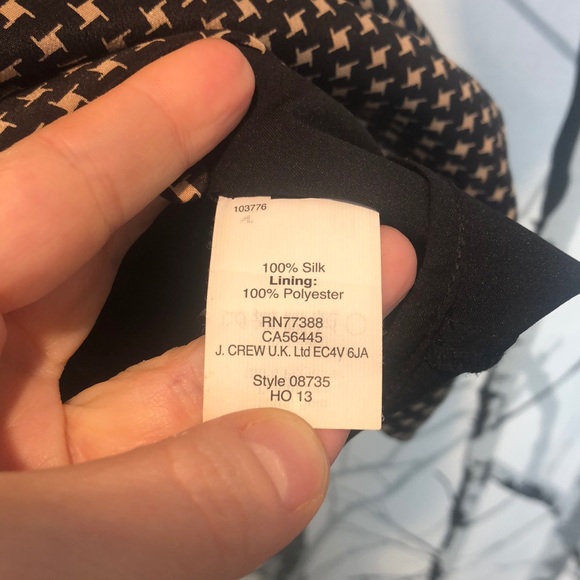 103776
100% Silk
Lining:
100% Polyester
RN77388
CA56445
J. CREW U.K. Ltd EC4V 6JA
Style 08735
HO 13